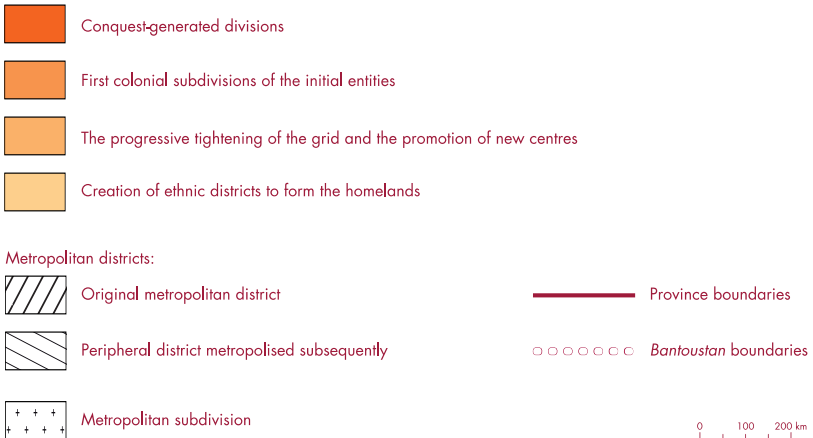 Conquest-generated divisions
First colonial subdivisions of the initial entities
The progressive tightening of the grid and the promotion of new centres
Creation of ethnic districts to form the homelands
Metropolitan districts:
Original metropolitan district
Province boundaries
Peripheral district metropolised subsequently
Bantoustan boundaries
Metropolitan subdivision
0 100 200 km